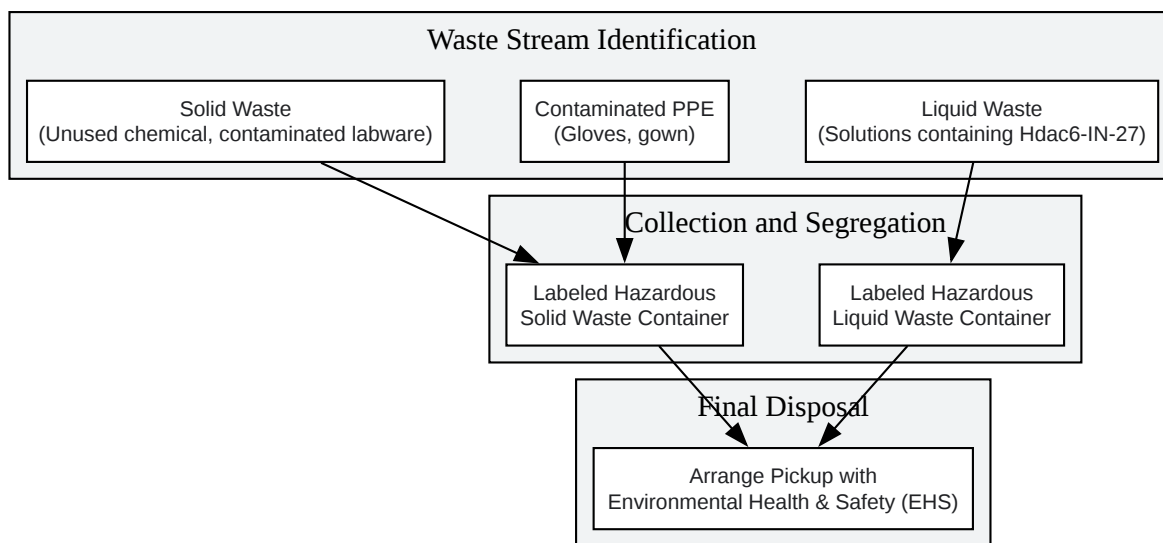 Waste Stream Identification
Solid Waste
(Unused chemical, contaminated labware)
Contaminated PPE
(Gloves, gown)
Liquid Waste
(Solutions containing Hdac6-IN-27)
Collection and Segregation
Labeled Hazardous
Solid Waste Container
Labeled Hazardous
Liquid Waste Container
Final Disposal
Arrange Pickup with
Environmental Health & Safety (EHS)